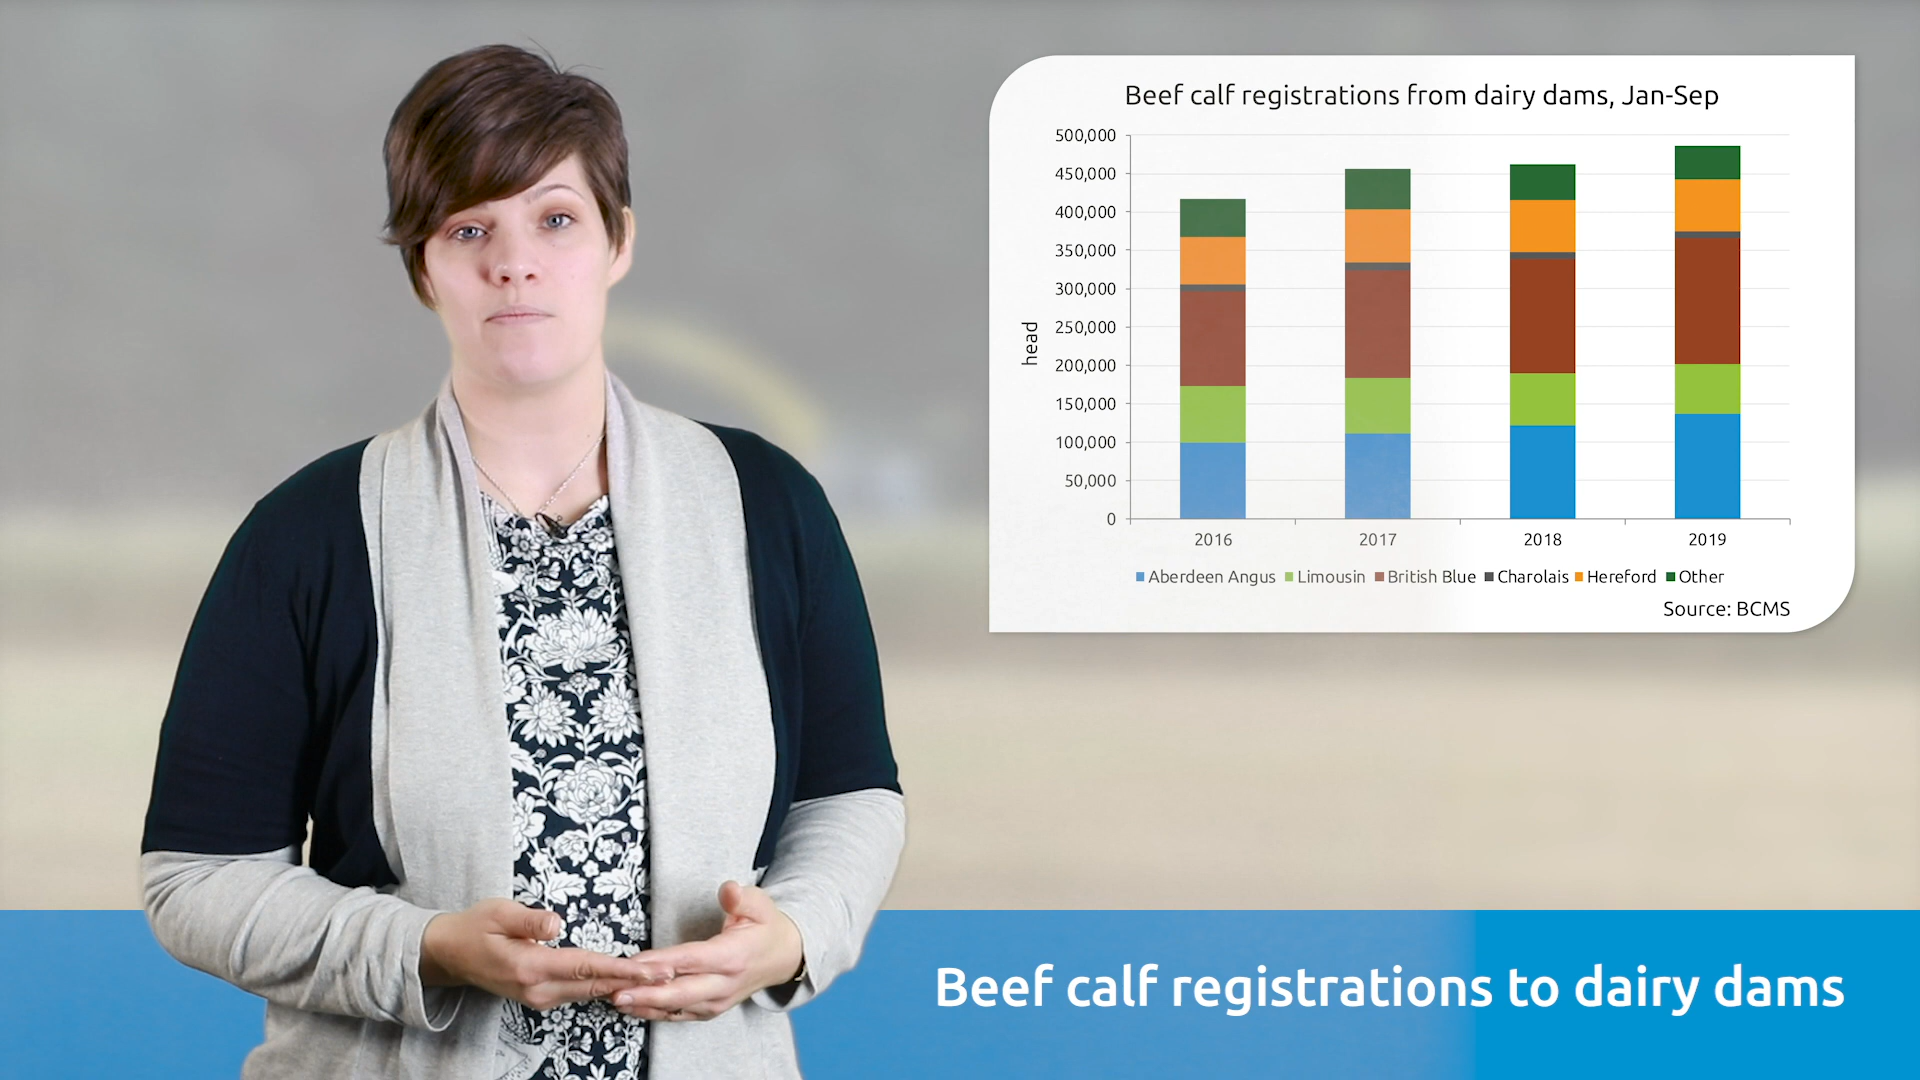 Beef calf registrations from dairy dams, Jan-Sep
500,000
450,000
400,000
350,000
300,000
250,000
200,000
150,000
100,000
50,000
0
head
2016 2017 2018 2019
Aberdeen Angus Limousin British Blue Charolais Hereford Other
Source: BCMS
Beef calf registrations to dairy dams